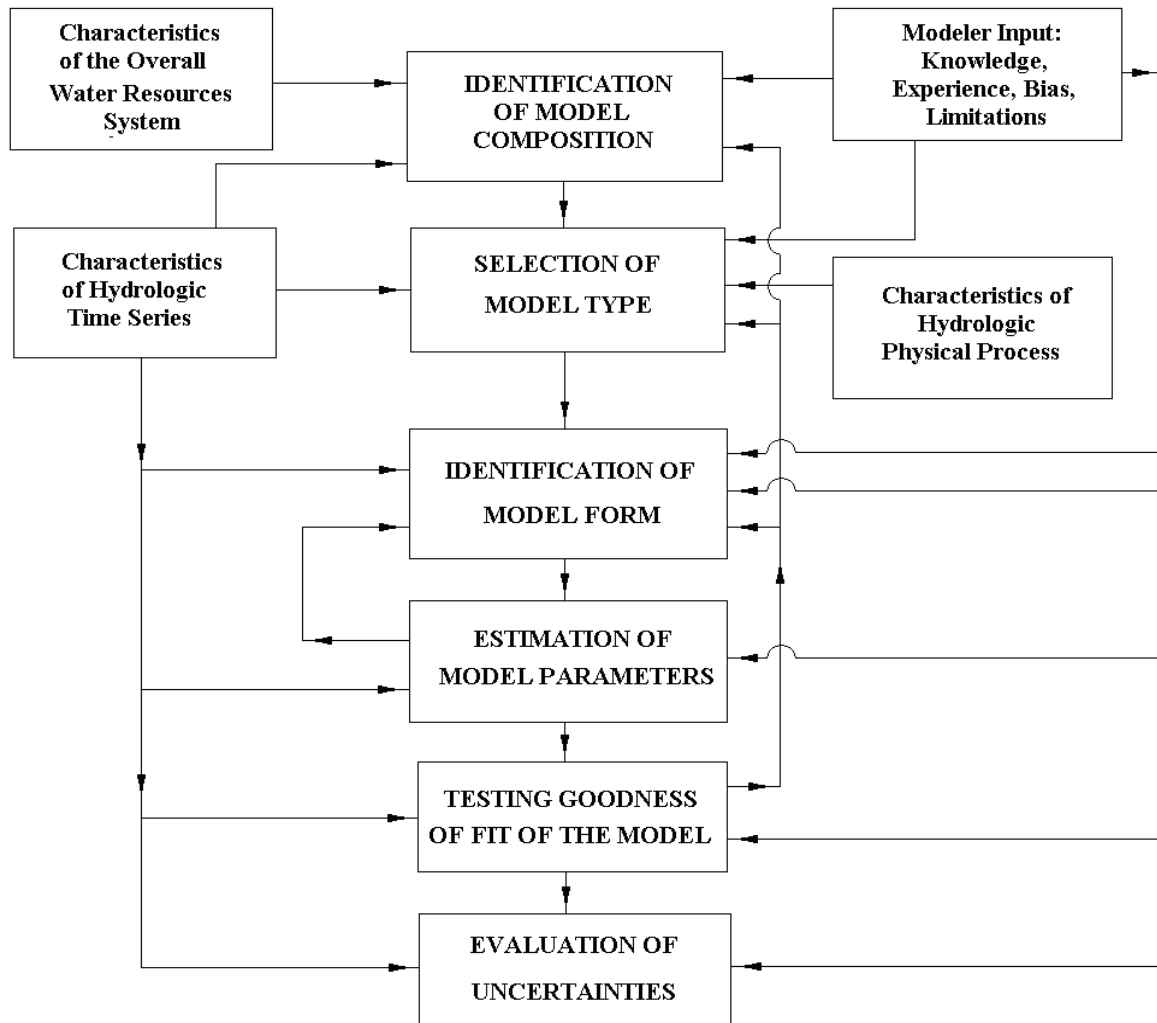 Characteristics
of the Overall
Water Resources
System
IDENTIFICATION
OF MODEL
COMPOSITION
Modeler Input:
Knowledge,
Experience, Bias,
Limitations
Characteristics
of Hydrologic
Time Series
SELECTION OF
MODEL TYPE
Characteristics of
Hydrologic
Physical Process
IDENTIFICATION OF
MODEL FORM
ESTIMATION OF
MODEL PARAMETERS
TESTING GOODNESS
OF FIT OF THE MODEL
EVALUATION OF
UNCERTAINTIES